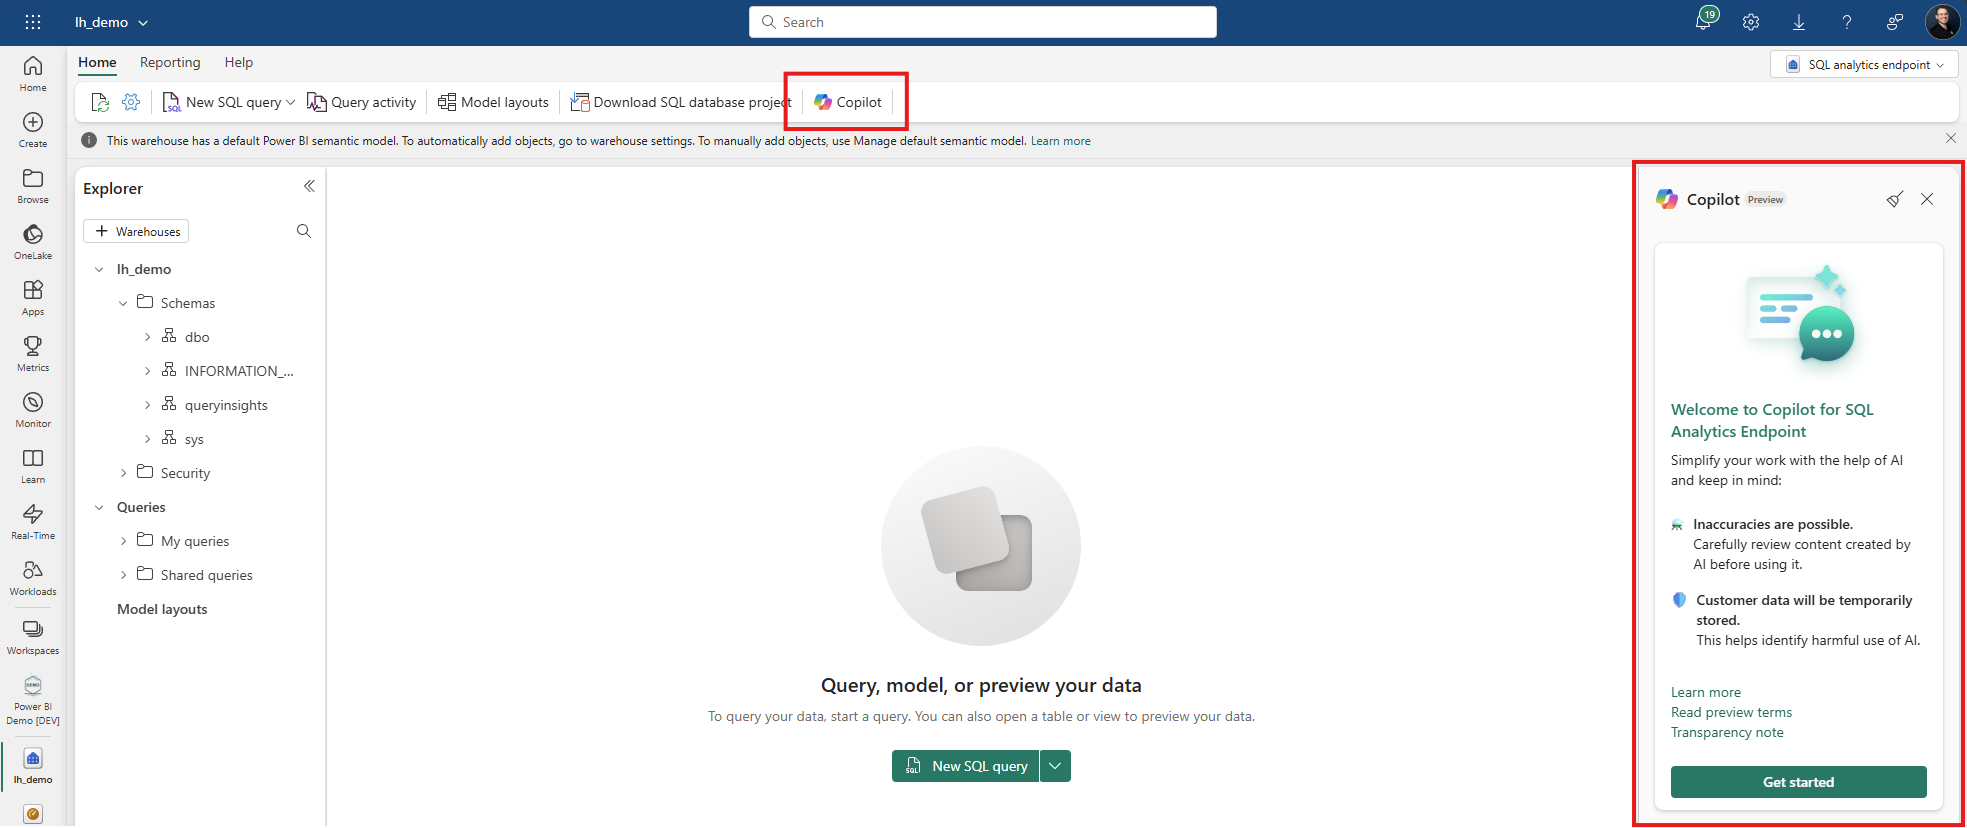 lh_demo
Search
19
Home Reporting Help
SQL analytics endpoint
New SQL query Query activity Model layouts Download SQL database project Copilot
This warehouse has a default Power BI semantic model. To automatically add objects, go to warehouse settings. To manually add objects, use Manage default semantic model. Learn more
Home
Create
Browse
OneLake
Apps
Metrics
Monitor
Learn
Real-Time
Workloads
Workspaces
Power BI
Demo [DEV]
lh_demo
Explorer
+ Warehouses
lh_demo
Schemas
dbo
INFORMATION_...
queryinsights
sys
Security
Queries
My queries
Shared queries
Model layouts
Query, model, or preview your data
To query your data, start a query. You can also open a table or view to preview your data.
New SQL query
Copilot Preview
Welcome to Copilot for SQL
Analytics Endpoint
Simplify your work with the help of AI
and keep in mind:
Inaccuracies are possible.
Carefully review content created by
AI before using it.
Customer data will be temporarily
stored.
This helps identify harmful use of AI.
Learn more
Read preview terms
Transparency note
Get started